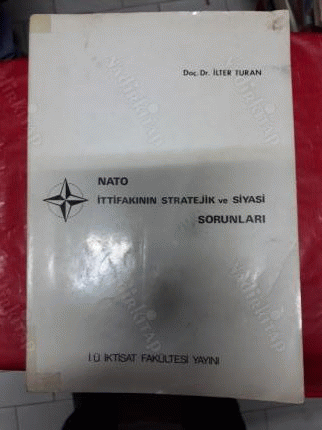 Doç. Dr. İLTER TURAN
NATO
İTTİFAKININ STRATEJİK ve SİYASİ
SORUNLARI
İ.Ü İKTİSAT FAKÜLTESİ YAYINI